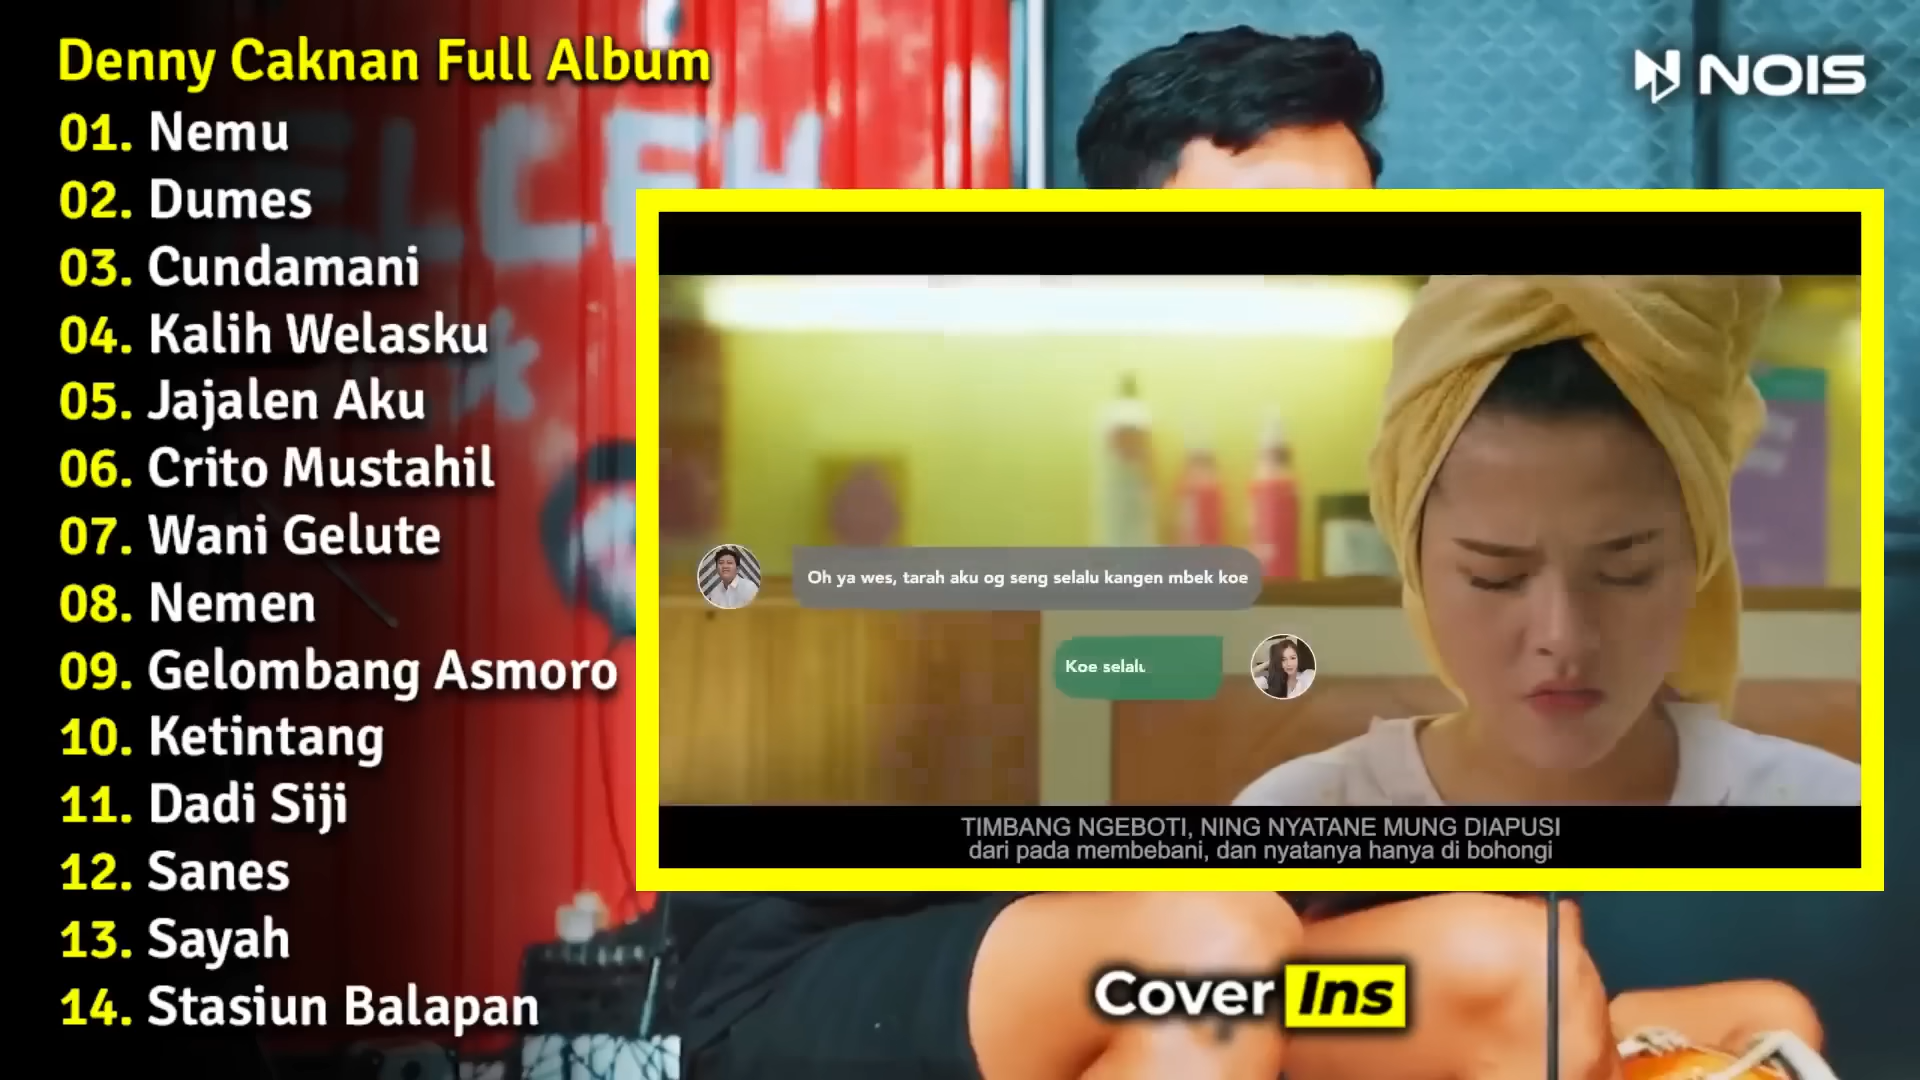 Denny Caknan Full Album
01. Nemu
02. Dumes
03. Cundamani
04. Kalih Welasku
05. Jajalen Aku
06. Crito Mustahil
07. Wani Gelute
08. Nemen
09. Gelombang Asmoro
10. Ketintang
11. Dadi Siji
12. Sanes
13. Sayah
14. Stasiun Balapan
NOIS
Oh ya wes, tarah aku og seng selalu kangen mbek koe
Koe selalu
TIMBANG NGEBOTI, NING NYATANE MUNG DIAPUSI
dari pada membebani, dan nyatanya hanya di bohongi
Cover Ins